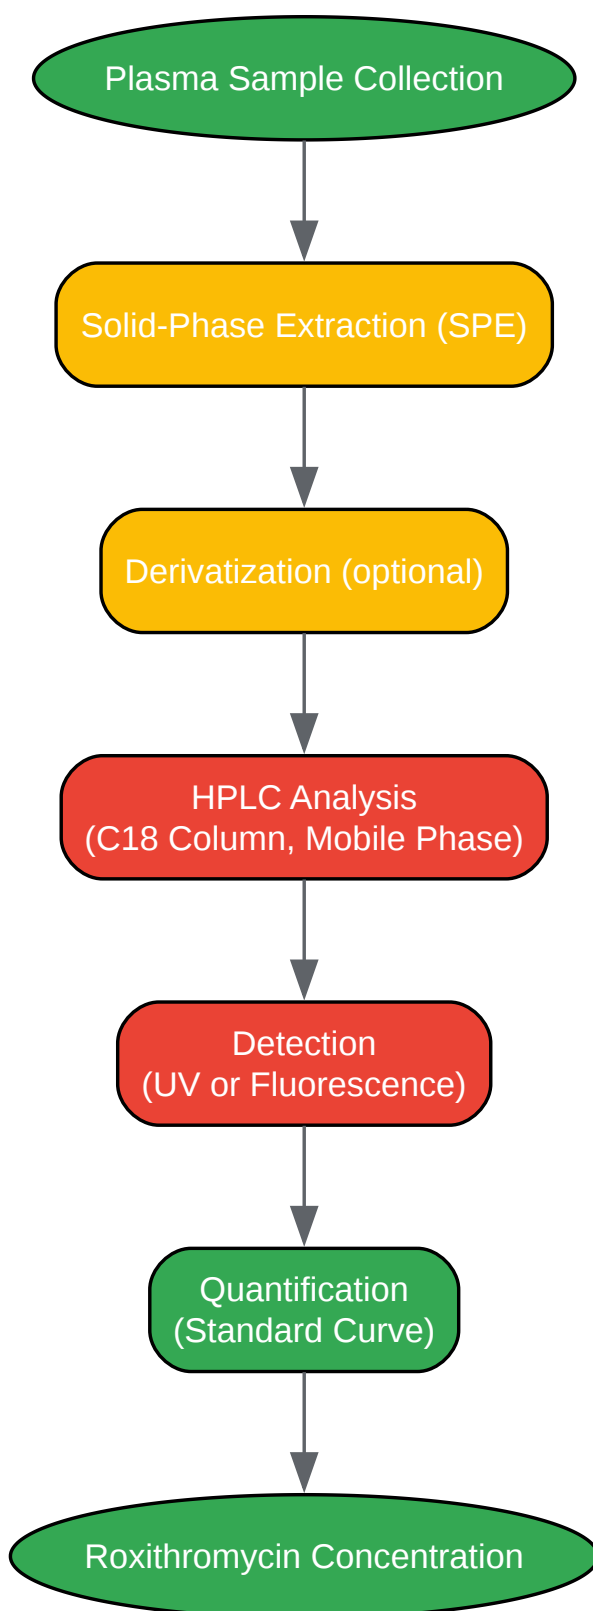 Plasma Sample Collection
Solid-Phase Extraction (SPE)
Derivatization (optional)
HPLC Analysis
(C18 Column, Mobile Phase)
Detection
(UV or Fluorescence)
Quantification
(Standard Curve)
Roxithromycin Concentration